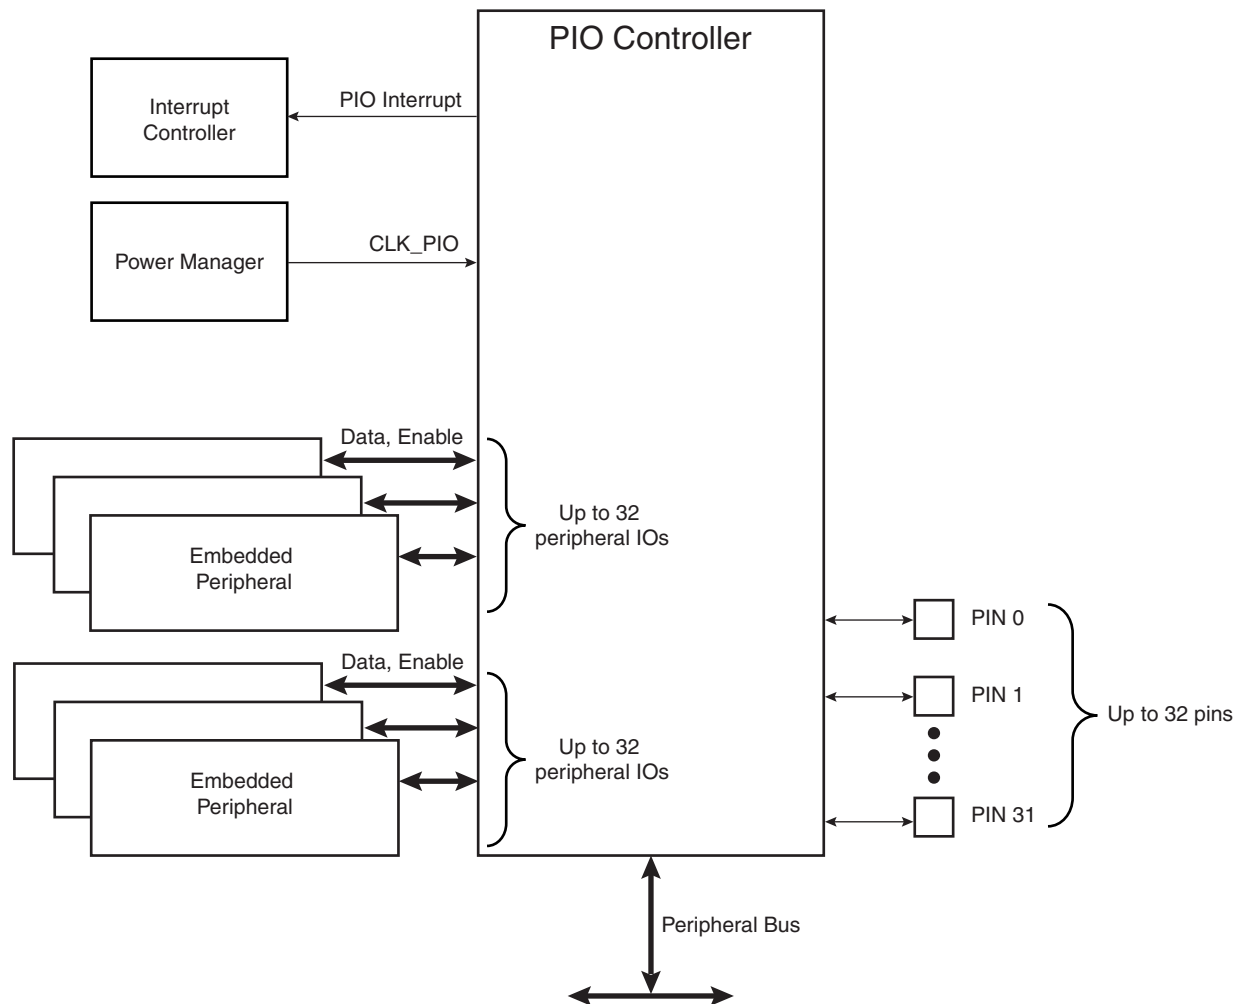 PIO Controller
PIO Interrupt
Interrupt
Controller
CLK_PIO
Power Manager
Data, Enable
Up to 32
peripheral IOs
Embedded
Peripheral
PIN 0
Data, Enable
PIN 1
Up to 32 pins
Up to 32
peripheral IOs
Embedded
Peripheral
PIN 31
Peripheral Bus